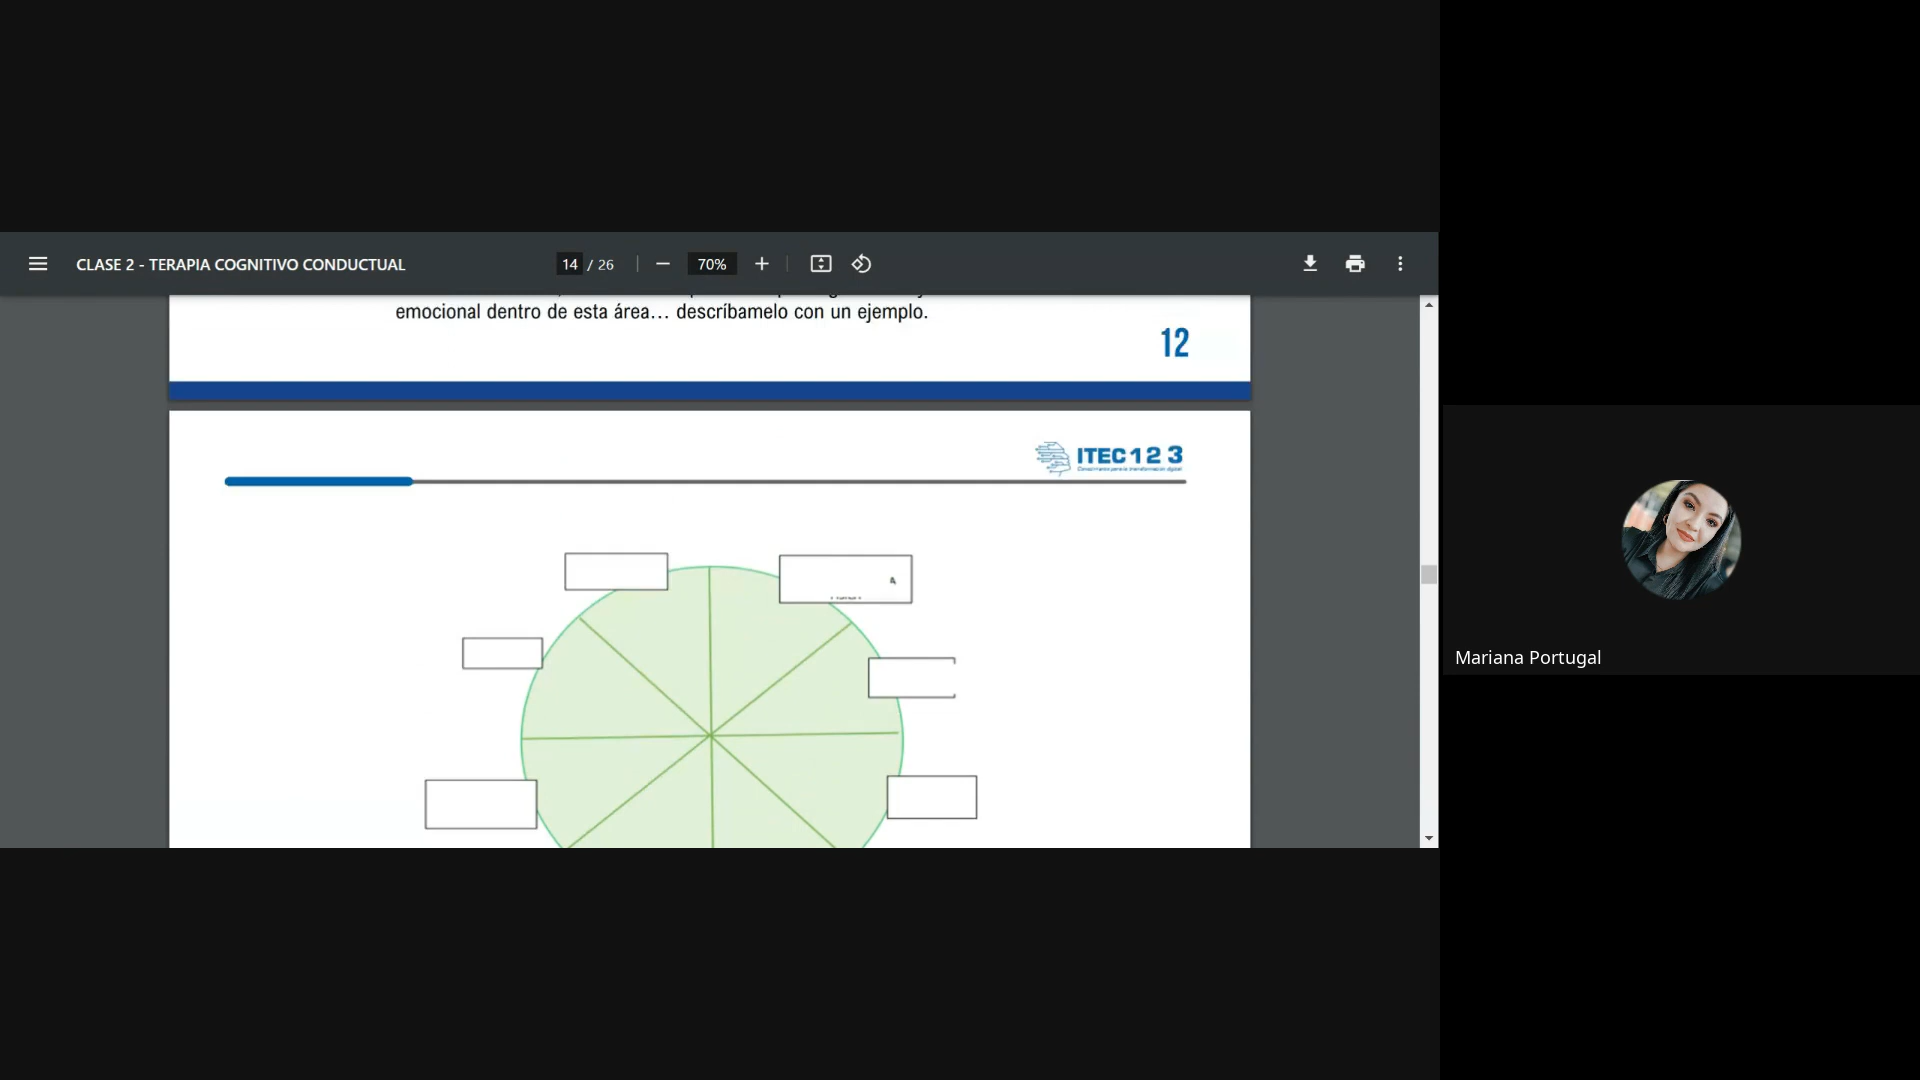 CLASE 2 - TERAPIA COGNITIVO CONDUCTUAL
14 / 26
70%
emocional dentro de esta área... descríbamelo con un ejemplo.
12
ITEC 1 2 3
Mariana Portugal